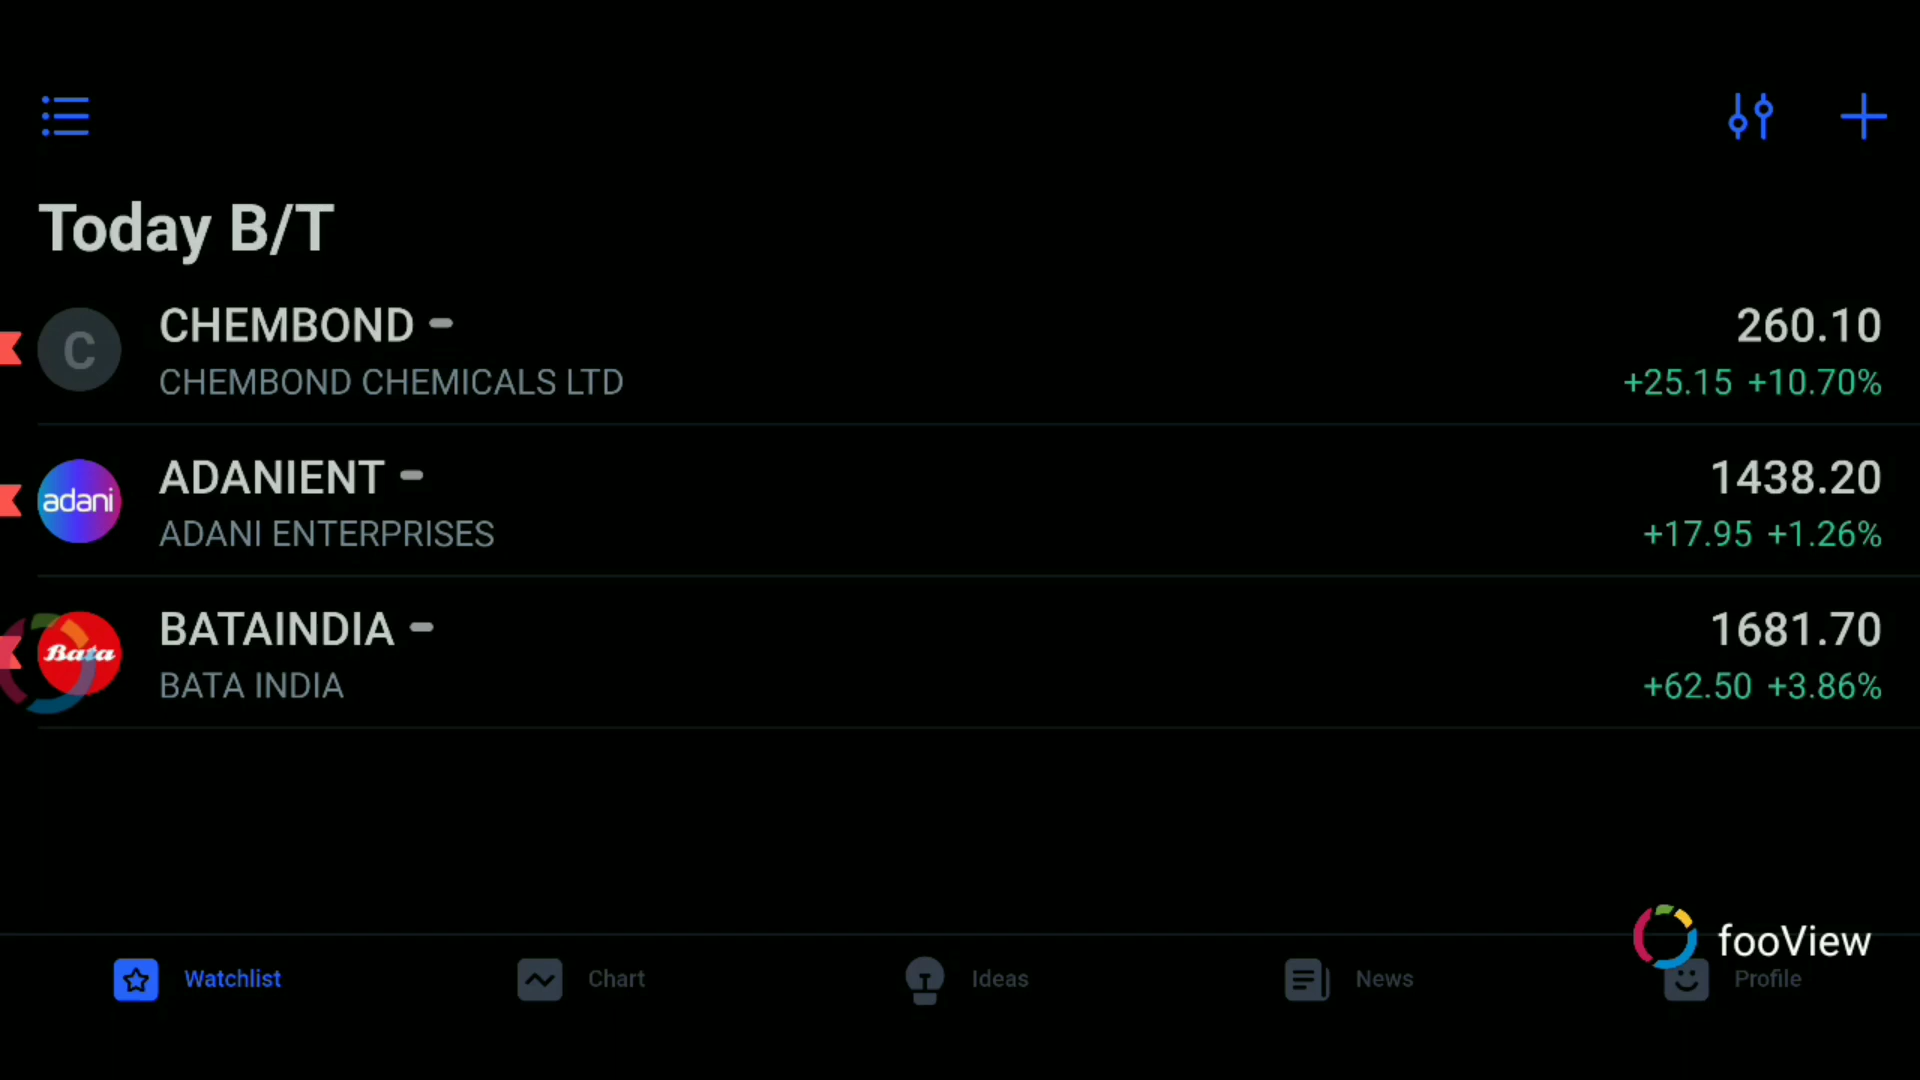 Today B/T
C
CHEMBOND
260.10
CHEMBOND CHEMICALS LTD
+25.15 +10.70%
adani
ADANIENT
1438.20
ADANI ENTERPRISES
+17.95 +1.26%
Bata
BATAINDIA
1681.70
BATA INDIA
+62.50 +3.86%
fooView
Watchlist
Chart
Ideas
News
Profile